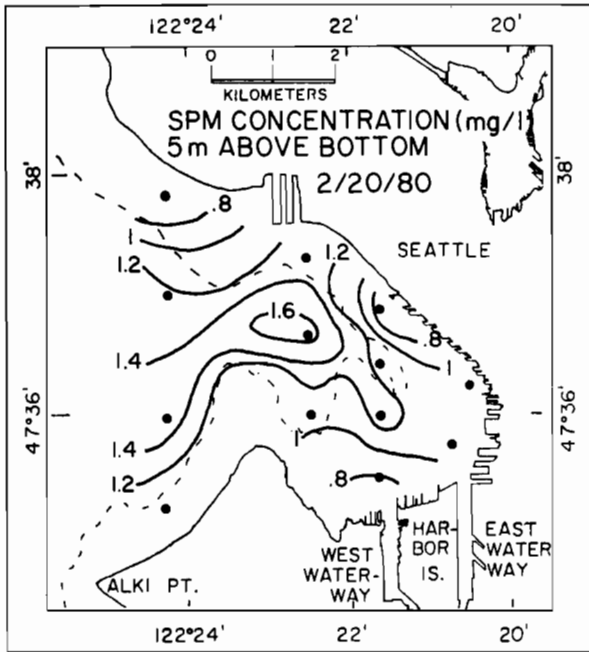 122°24' 22' 20'
0 1 2
KILOMETERS
SPM CONCENTRATION (mg/l
5m ABOVE BOTTOM
2/20/80
38' 38'
.8
1
1.2
1.2
SEATTLE
1.6
.8
1.4
1
47°36' 47°36'
1.4
1
1.2
.8
WEST
WATER-
WAY
HAR-
BOR
IS.
EAST
WATER
WAY
ALKI PT.
122°24' 22' 20'